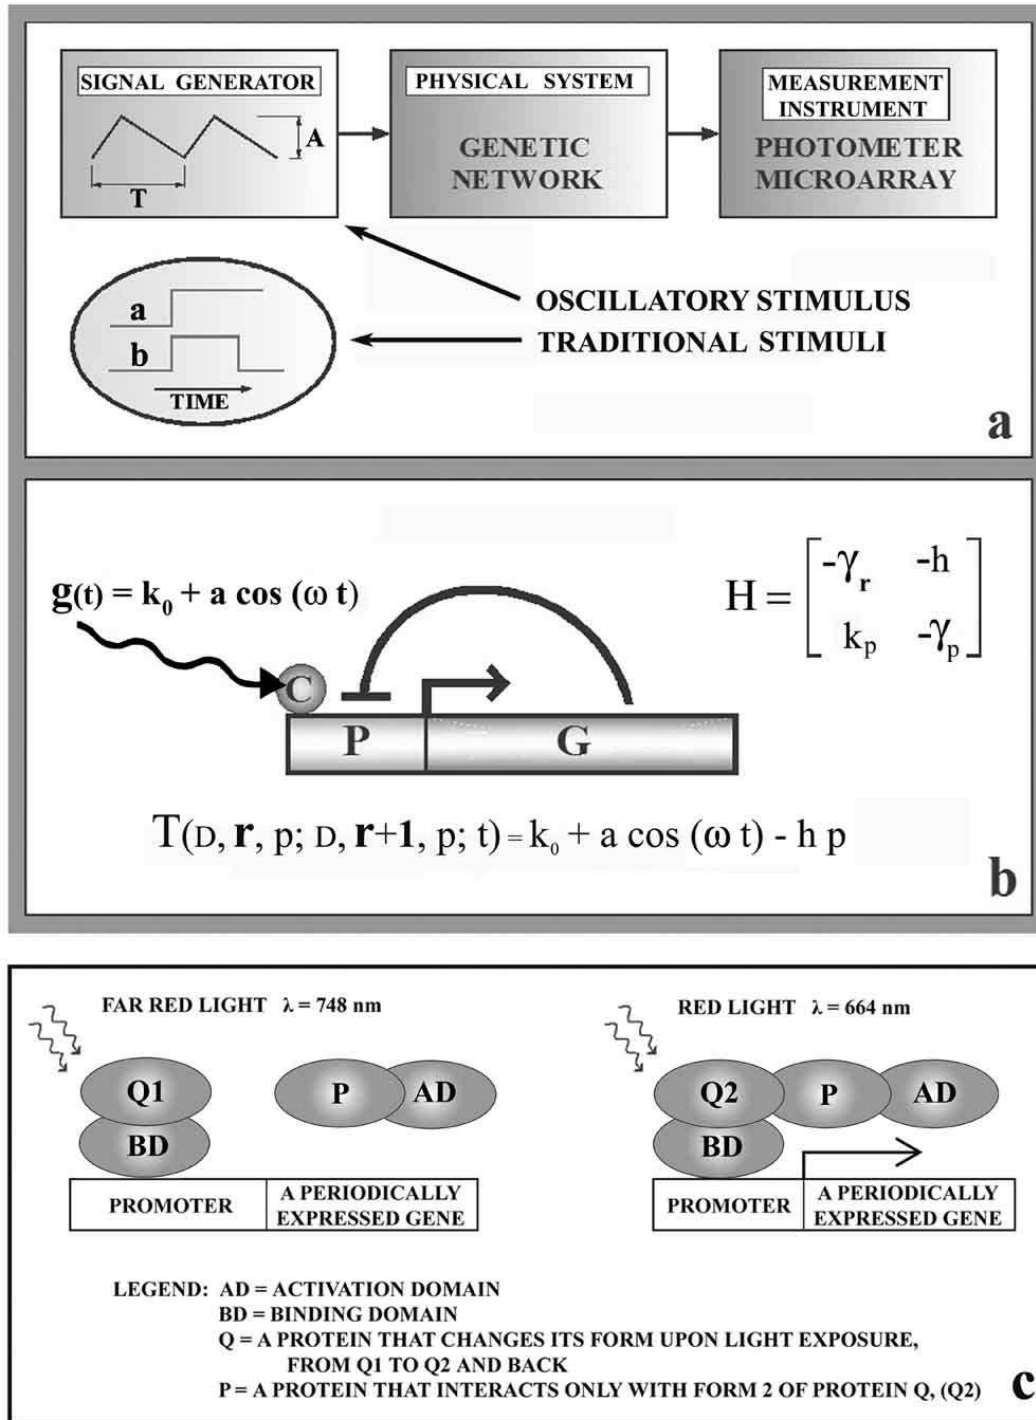 SIGNAL GENERATOR
A
T
PHYSICAL SYSTEM
GENETIC
NETWORK
MEASUREMENT
INSTRUMENT
PHOTOMETER
MICROARRAY
a
b
TIME
OSCILLATORY STIMULUS
TRADITIONAL STIMULI
a
g(t) = k₀ + a cos (ω t)
C
P
G
H = [ -γr -h
kp -γp ]
T(D, r, p; D, r+1, p; t) = k₀ + a cos (ω t) - h p
b
FAR RED LIGHT λ = 748 nm
Q1
BD
P
AD
PROMOTER
A PERIODICALLY
EXPRESSED GENE
RED LIGHT λ = 664 nm
Q2
P
AD
BD
PROMOTER
A PERIODICALLY
EXPRESSED GENE
LEGEND: AD = ACTIVATION DOMAIN
BD = BINDING DOMAIN
Q = A PROTEIN THAT CHANGES ITS FORM UPON LIGHT EXPOSURE,
FROM Q1 TO Q2 AND BACK
P = A PROTEIN THAT INTERACTS ONLY WITH FORM 2 OF PROTEIN Q, (Q2)
c